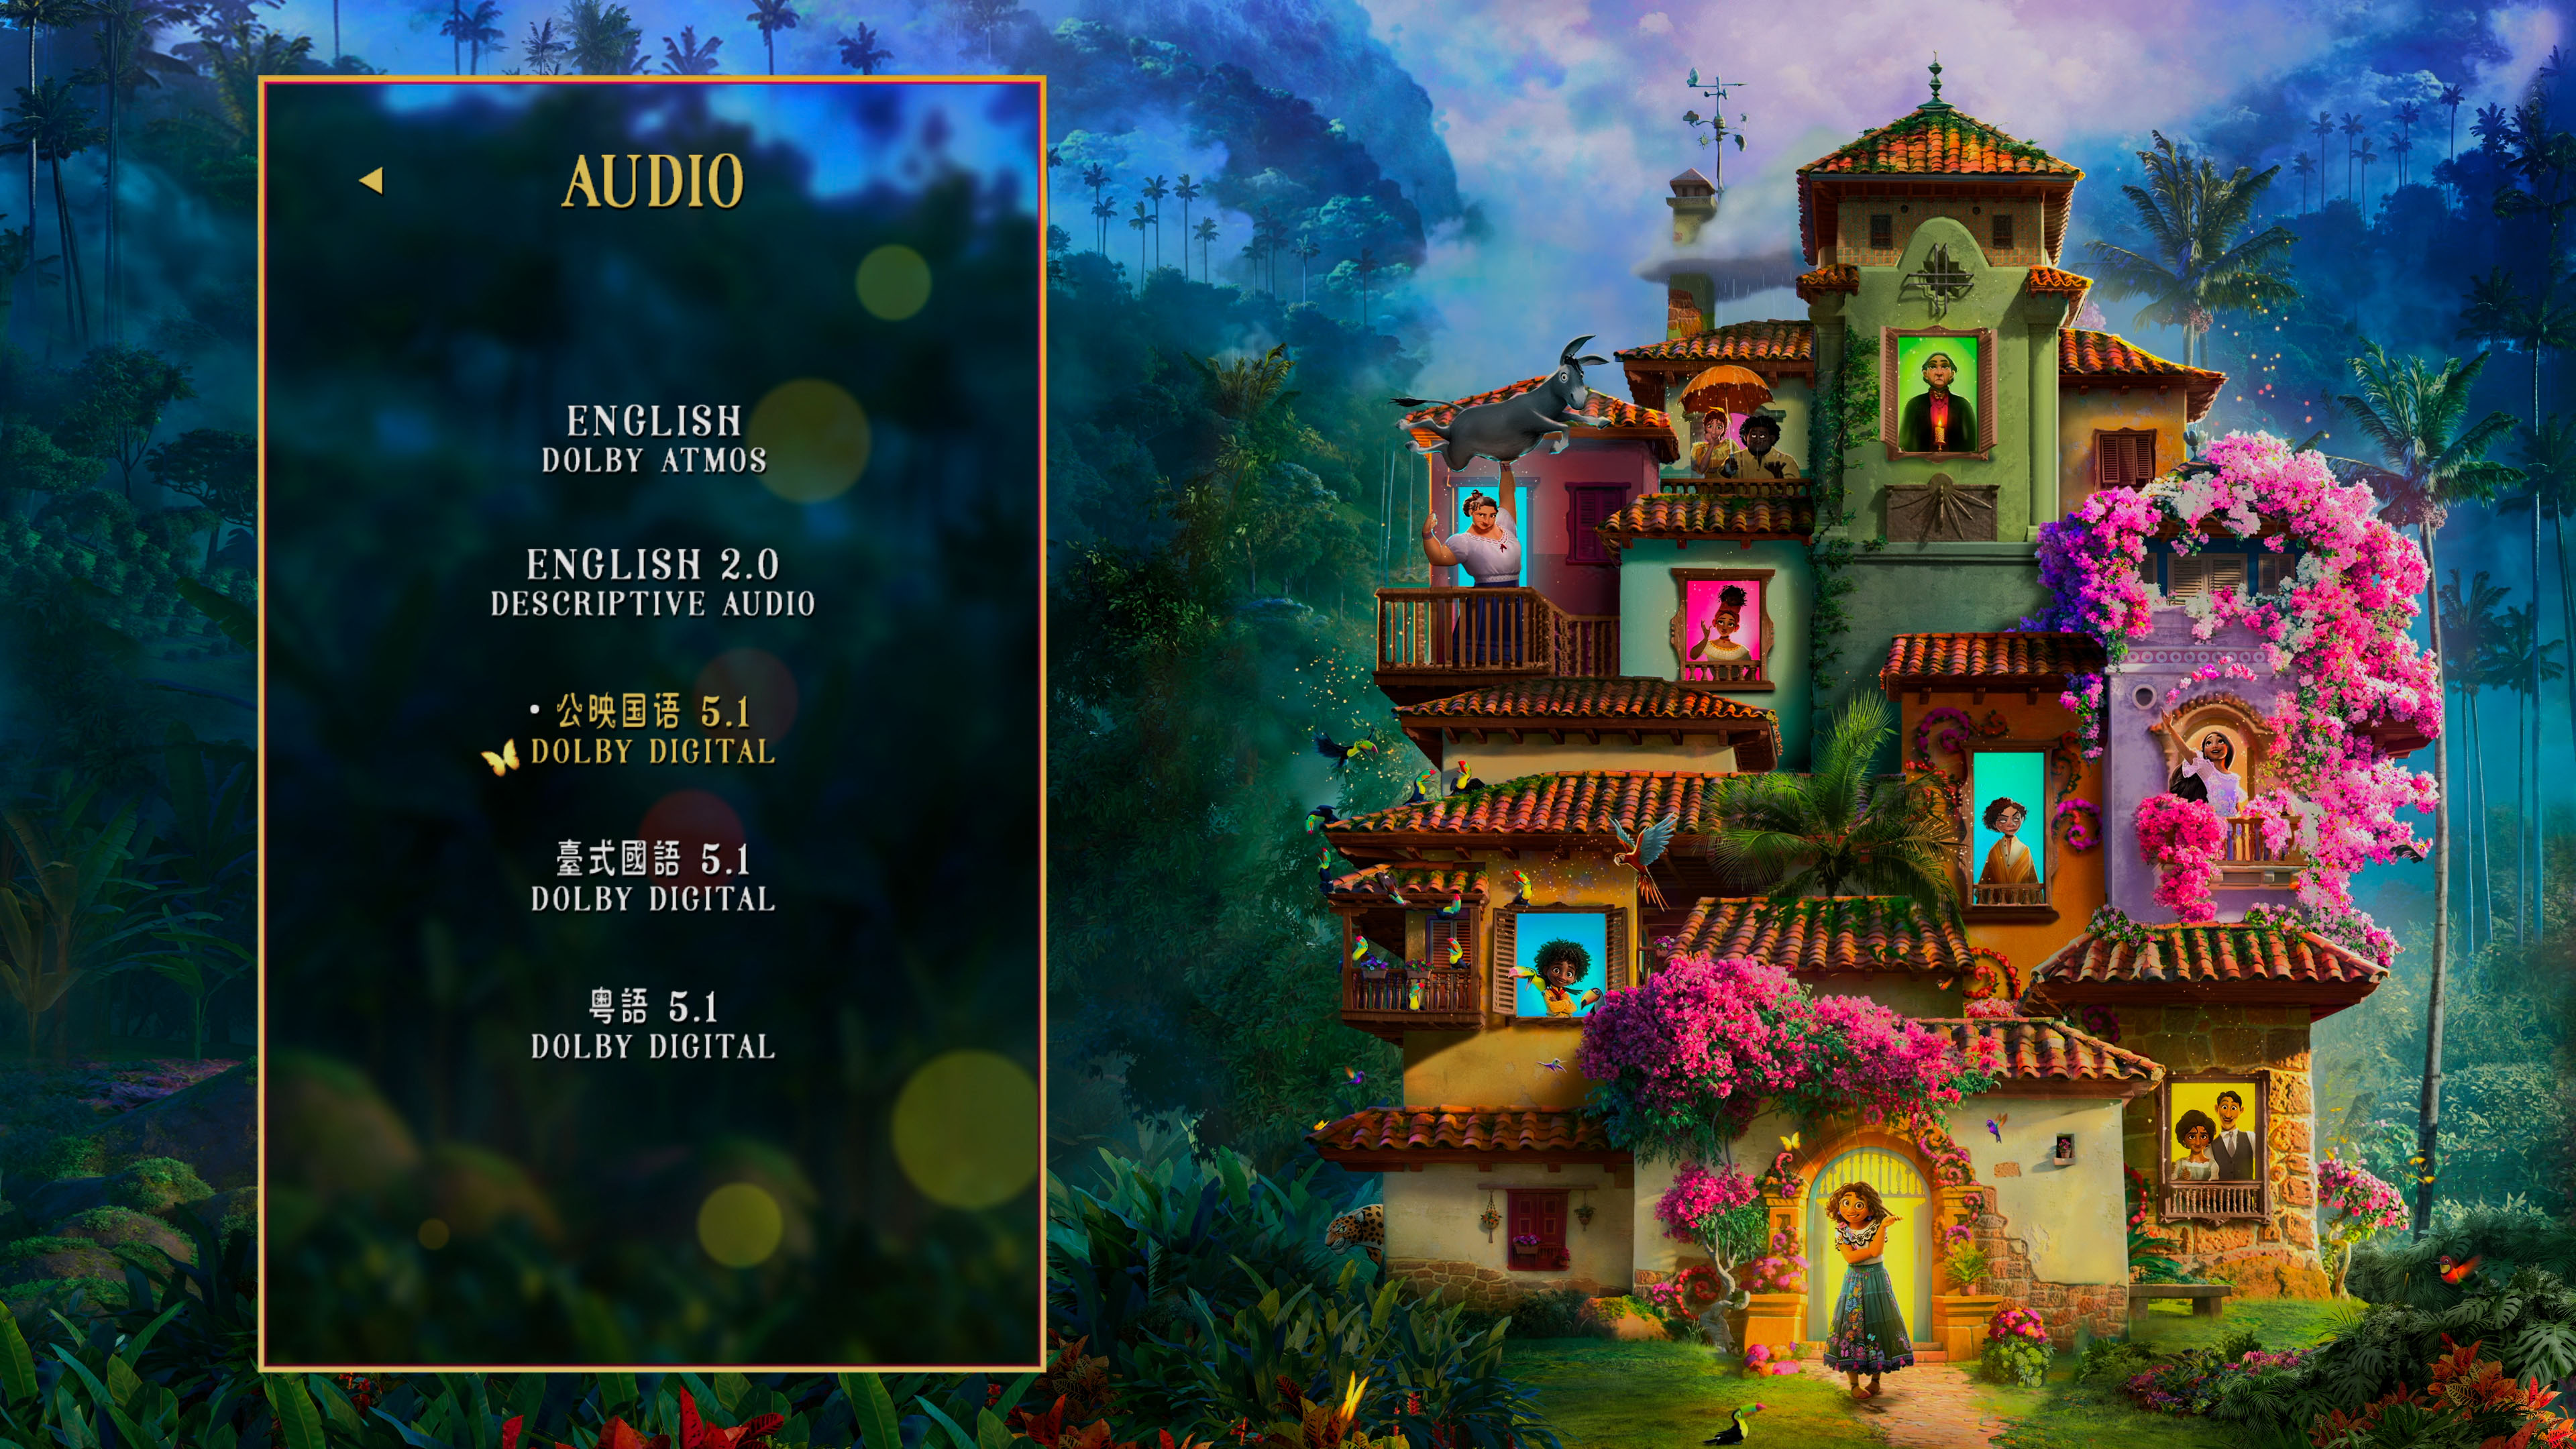 AUDIO
ENGLISH
DOLBY ATMOS
ENGLISH 2.0
DESCRIPTIVE AUDIO
公映国语 5.1
DOLBY DIGITAL
臺式國語 5.1
DOLBY DIGITAL
粵語 5.1
DOLBY DIGITAL